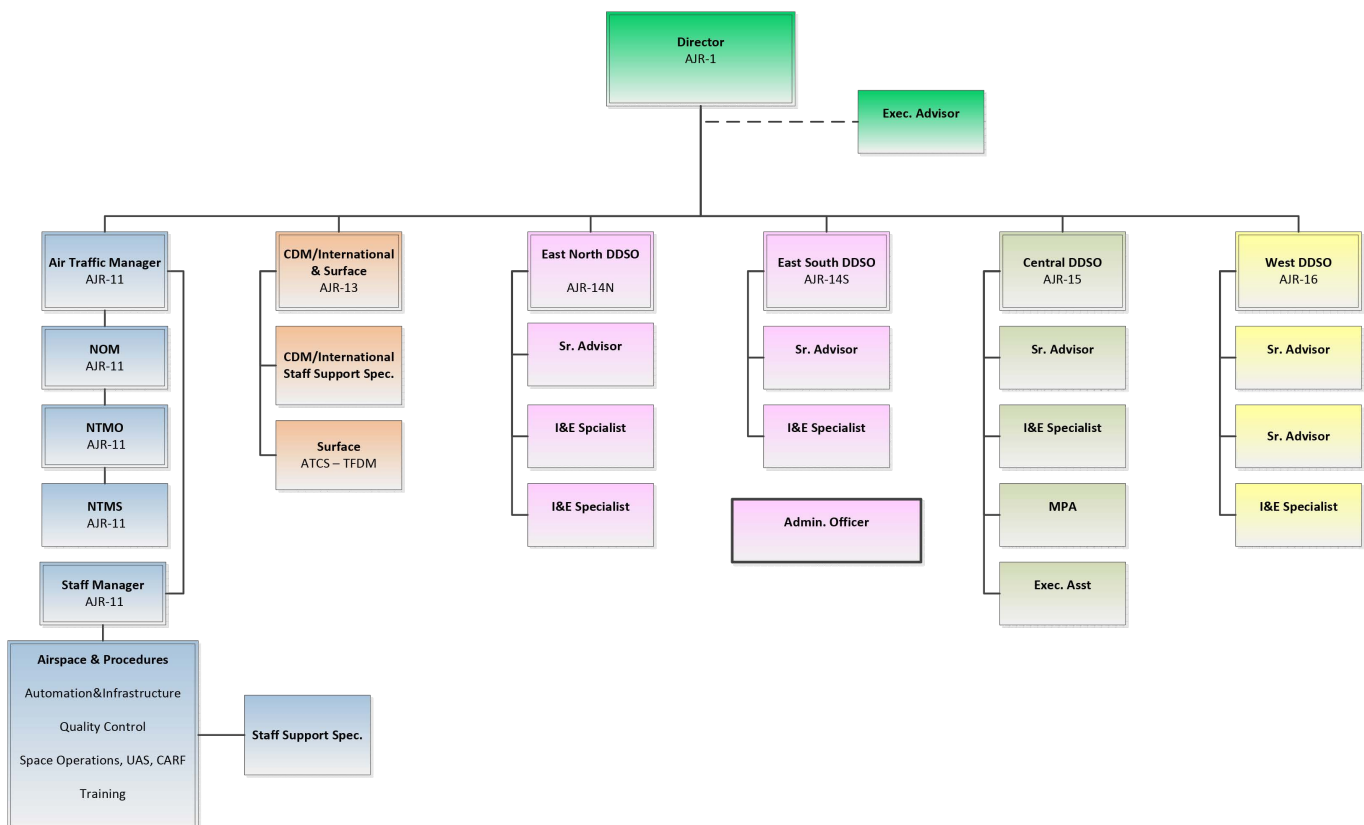 Director
AJR-1
Exec. Advisor
Air Traffic Manager
AJR-11
NOM
AJR-11
NTMO
AJR-11
NTMS
AJR-11
Staff Manager
AJR-11
Airspace & Procedures
Automation&Infrastructure
Quality Control
Space Operations, UAS, CARF
Training
Staff Support Spec.
CDM/International
& Surface
AJR-13
CDM/International
Staff Support Spec.
Surface
ATCS – TFDM
East North DDSO
AJR-14N
Sr. Advisor
I&E Spcialist
I&E Specialist
East South DDSO
AJR-14S
Sr. Advisor
I&E Specialist
Admin. Officer
Central DDSO
AJR-15
Sr. Advisor
I&E Specialist
MPA
Exec. Asst
West DDSO
AJR-16
Sr. Advisor
Sr. Advisor
I&E Specialist